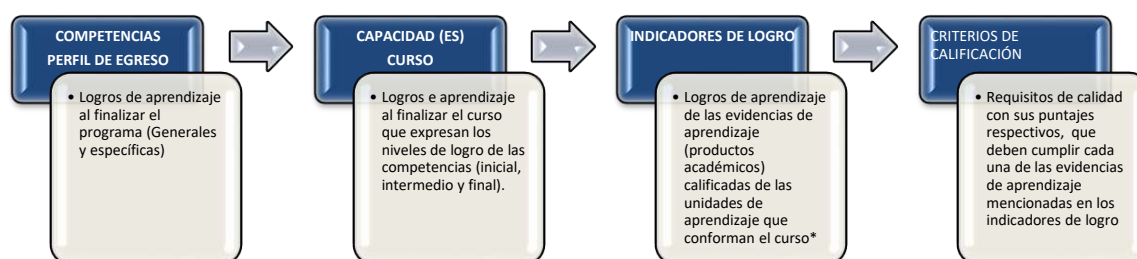 COMPETENCIAS
PERFIL DE EGRESO
• Logros de aprendizaje
al finalizar el
programa (Generales
y específicas)
CAPACIDAD (ES)
CURSO
• Logros e aprendizaje
al finalizar el curso
que expresan los
niveles de logro de las
competencias (inicial,
intermedio y final).
INDICADORES DE LOGRO
• Logros de aprendizaje
de las evidencias de
aprendizaje
(productos
académicos)
calificadas de las
unidades de
aprendizaje que
conforman el curso*
CRITERIOS DE
CALIFICACIÓN
• Requisitos de calidad
con sus puntajes
respectivos, que
deben cumplir cada
una de las evidencias
de aprendizaje
mencionadas en los
indicadores de logro